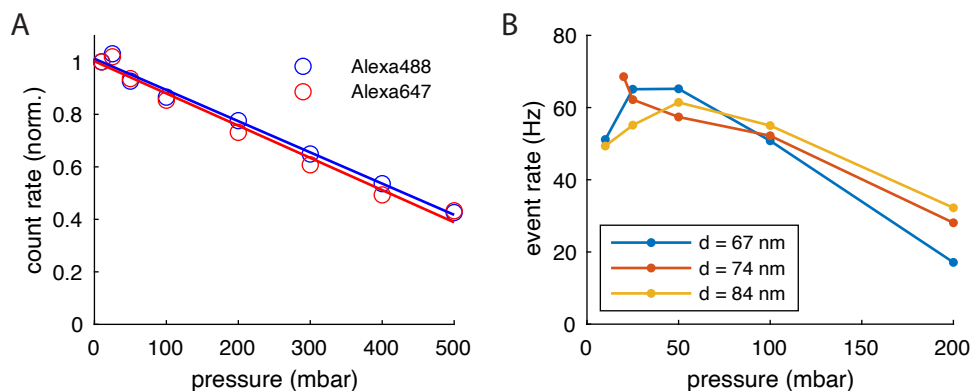 A
count rate (norm.)
1
0.8
0.6
0.4
0.2
0
0 100 200 300 400 500
pressure (mbar)
Alexa488
Alexa647
B
event rate (Hz)
80
60
40
20
0
0 50 100 150 200
pressure (mbar)
d = 67 nm
d = 74 nm
d = 84 nm